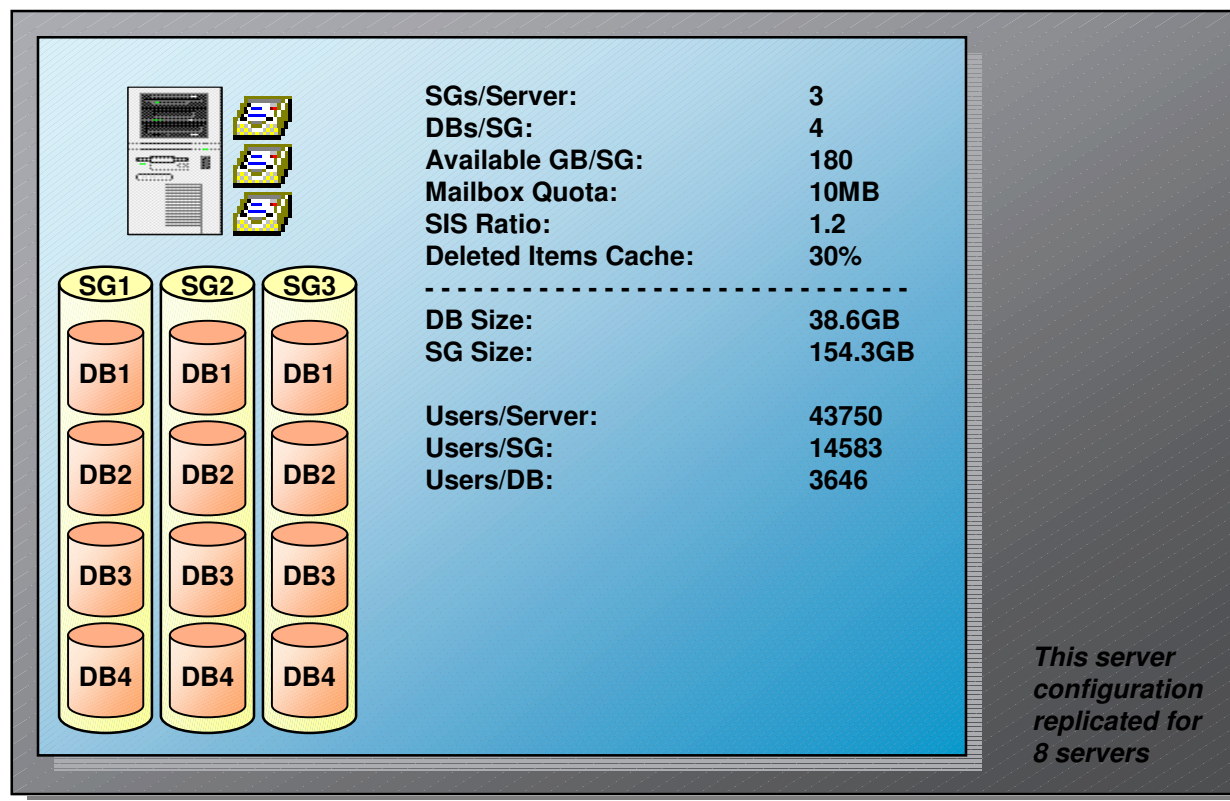 SGs/Server: 3
DBs/SG: 4
Available GB/SG: 180
Mailbox Quota: 10MB
SIS Ratio: 1.2
Deleted Items Cache: 30%
- - - - - - - - - - - - - - - - - - - - - - - - - - - - - -
DB Size: 38.6GB
SG Size: 154.3GB
Users/Server: 43750
Users/SG: 14583
Users/DB: 3646
SG1 SG2 SG3
DB1 DB1 DB1
DB2 DB2 DB2
DB3 DB3 DB3
DB4 DB4 DB4
This server
configuration
replicated for
8 servers